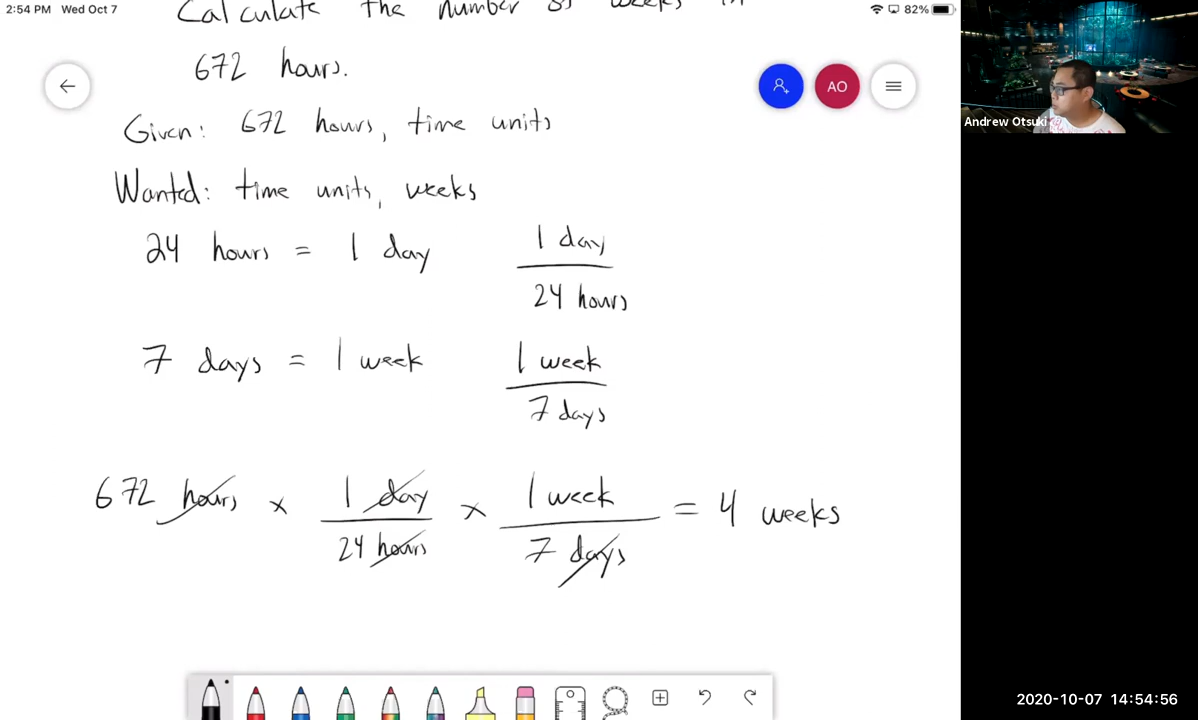 2:54 PM Wed Oct 7
82%
Calculate the number of weeks in
672 hours.
AO
Andrew Otsuki
Given: 672 hours, time units
Wanted: time units, weeks
24 hours = 1 day
1 day
24 hours
7 days = 1 week
1 week
7 days
672 hours × 1 day × 1 week = 4 weeks
24 hours 7 days
2020-10-07 14:54:56